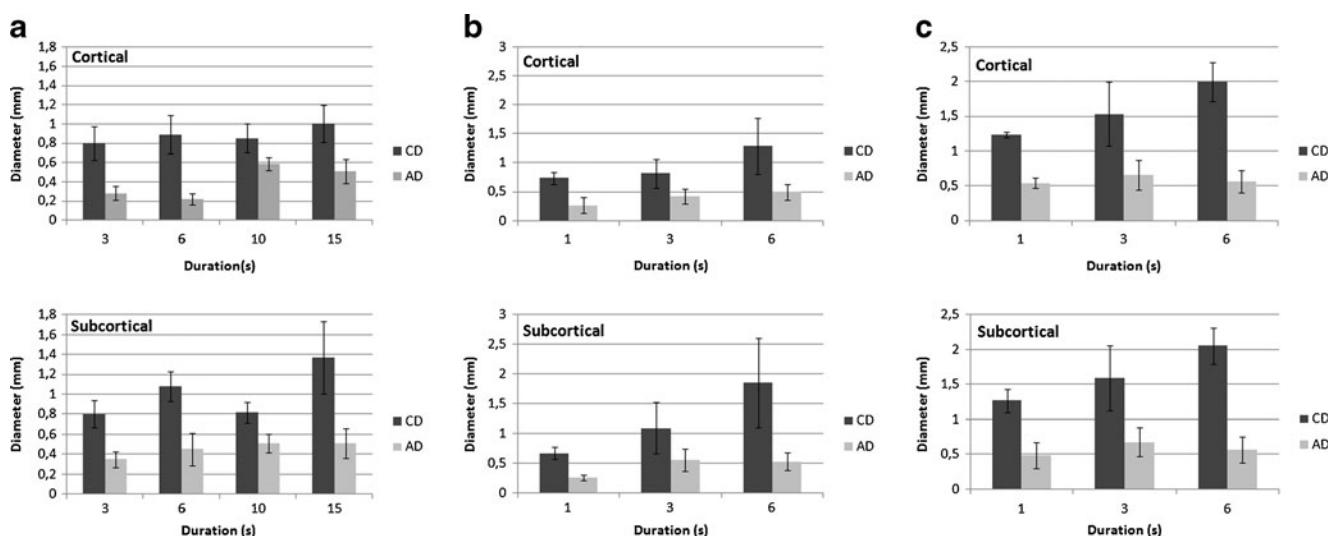 a
Cortical
Diameter (mm)
1,8
1,6
1,4
1,2
1
0,8
0,6
0,4
0,2
0
3 6 10 15
Duration(s)
CD
AD
Subcortical
Diameter (mm)
1,8
1,6
1,4
1,2
1
0,8
0,6
0,4
0,2
0
3 6 10 15
Duration (s)
CD
AD
b
Cortical
Diameter (mm)
3
2,5
2
1,5
1
0,5
0
1 3 6
Duration (s)
CD
AD
Subcortical
Diameter (mm)
3
2,5
2
1,5
1
0,5
0
1 3 6
Duration (s)
CD
AD
c
Cortical
Diameter (mm)
2,5
2
1,5
1
0,5
0
1 3 6
Duration (s)
CD
AD
Subcortical
Diameter (mm)
2,5
2
1,5
1
0,5
0
1 3 6
Duration (s)
CD
AD